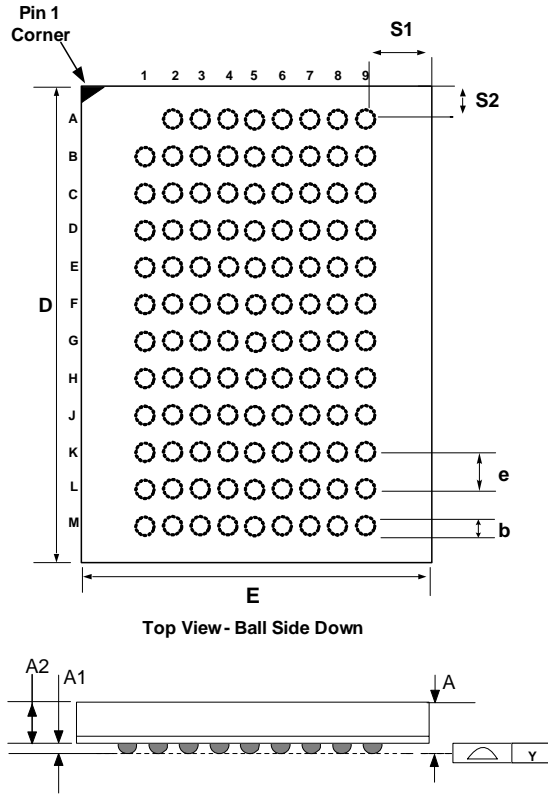 Pin 1
Corner
S1
1 2 3 4 5 6 7 8 9
S2
A
B
C
D
E
D
F
G
H
J
K
e
L
M
b
E
Top View - Ball Side Down
A2
A1
A
Y